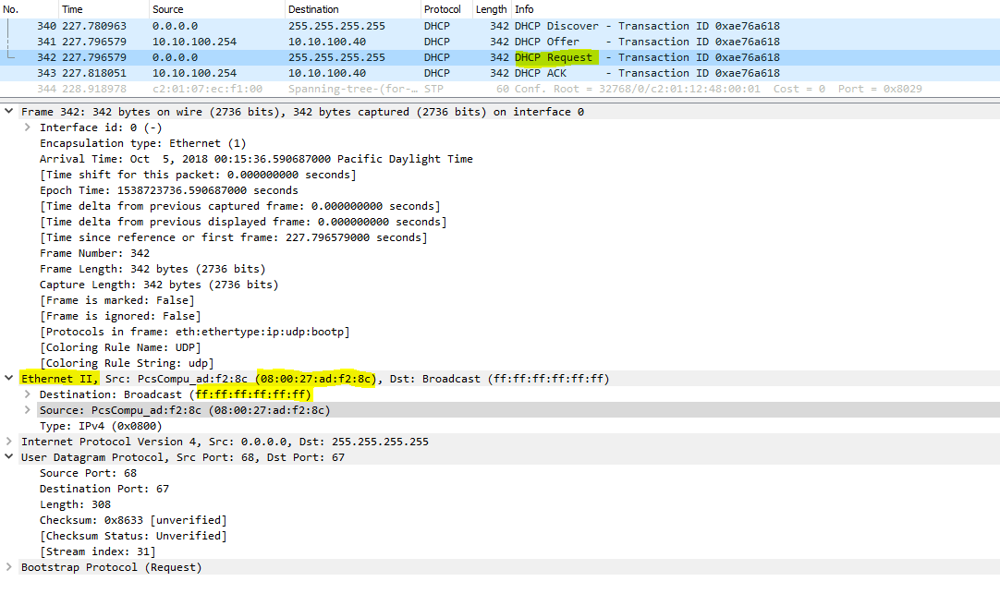 No. Time Source Destination Protocol Length Info
340 227.780963 0.0.0.0 255.255.255.255 DHCP 342 DHCP Discover - Transaction ID 0xae76a618
341 227.796579 10.10.100.254 10.10.100.40 DHCP 342 DHCP Offer - Transaction ID 0xae76a618
342 227.796579 0.0.0.0 255.255.255.255 DHCP 342 DHCP Request - Transaction ID 0xae76a618
343 227.818051 10.10.100.254 10.10.100.40 DHCP 342 DHCP ACK - Transaction ID 0xae76a618
344 228.918978 c2:01:07:ec:f1:00 Spanning-tree-(for-… STP 60 Conf. Root = 32768/0/c2:01:12:48:00:01 Cost = 0 Port = 0x8029
Frame 342: 342 bytes on wire (2736 bits), 342 bytes captured (2736 bits) on interface 0
Interface id: 0 (-)
Encapsulation type: Ethernet (1)
Arrival Time: Oct 5, 2018 00:15:36.590687000 Pacific Daylight Time
[Time shift for this packet: 0.000000000 seconds]
Epoch Time: 1538723736.590687000 seconds
[Time delta from previous captured frame: 0.000000000 seconds]
[Time delta from previous displayed frame: 0.000000000 seconds]
[Time since reference or first frame: 227.796579000 seconds]
Frame Number: 342
Frame Length: 342 bytes (2736 bits)
Capture Length: 342 bytes (2736 bits)
[Frame is marked: False]
[Frame is ignored: False]
[Protocols in frame: eth:ethertype:ip:udp:bootp]
[Coloring Rule Name: UDP]
[Coloring Rule String: udp]
Ethernet II, Src: PcsCompu_ad:f2:8c (08:00:27:ad:f2:8c), Dst: Broadcast (ff:ff:ff:ff:ff:ff)
Destination: Broadcast (ff:ff:ff:ff:ff:ff)
Source: PcsCompu_ad:f2:8c (08:00:27:ad:f2:8c)
Type: IPv4 (0x0800)
Internet Protocol Version 4, Src: 0.0.0.0, Dst: 255.255.255.255
User Datagram Protocol, Src Port: 68, Dst Port: 67
Source Port: 68
Destination Port: 67
Length: 308
Checksum: 0x8633 [unverified]
[Checksum Status: Unverified]
[Stream index: 31]
Bootstrap Protocol (Request)